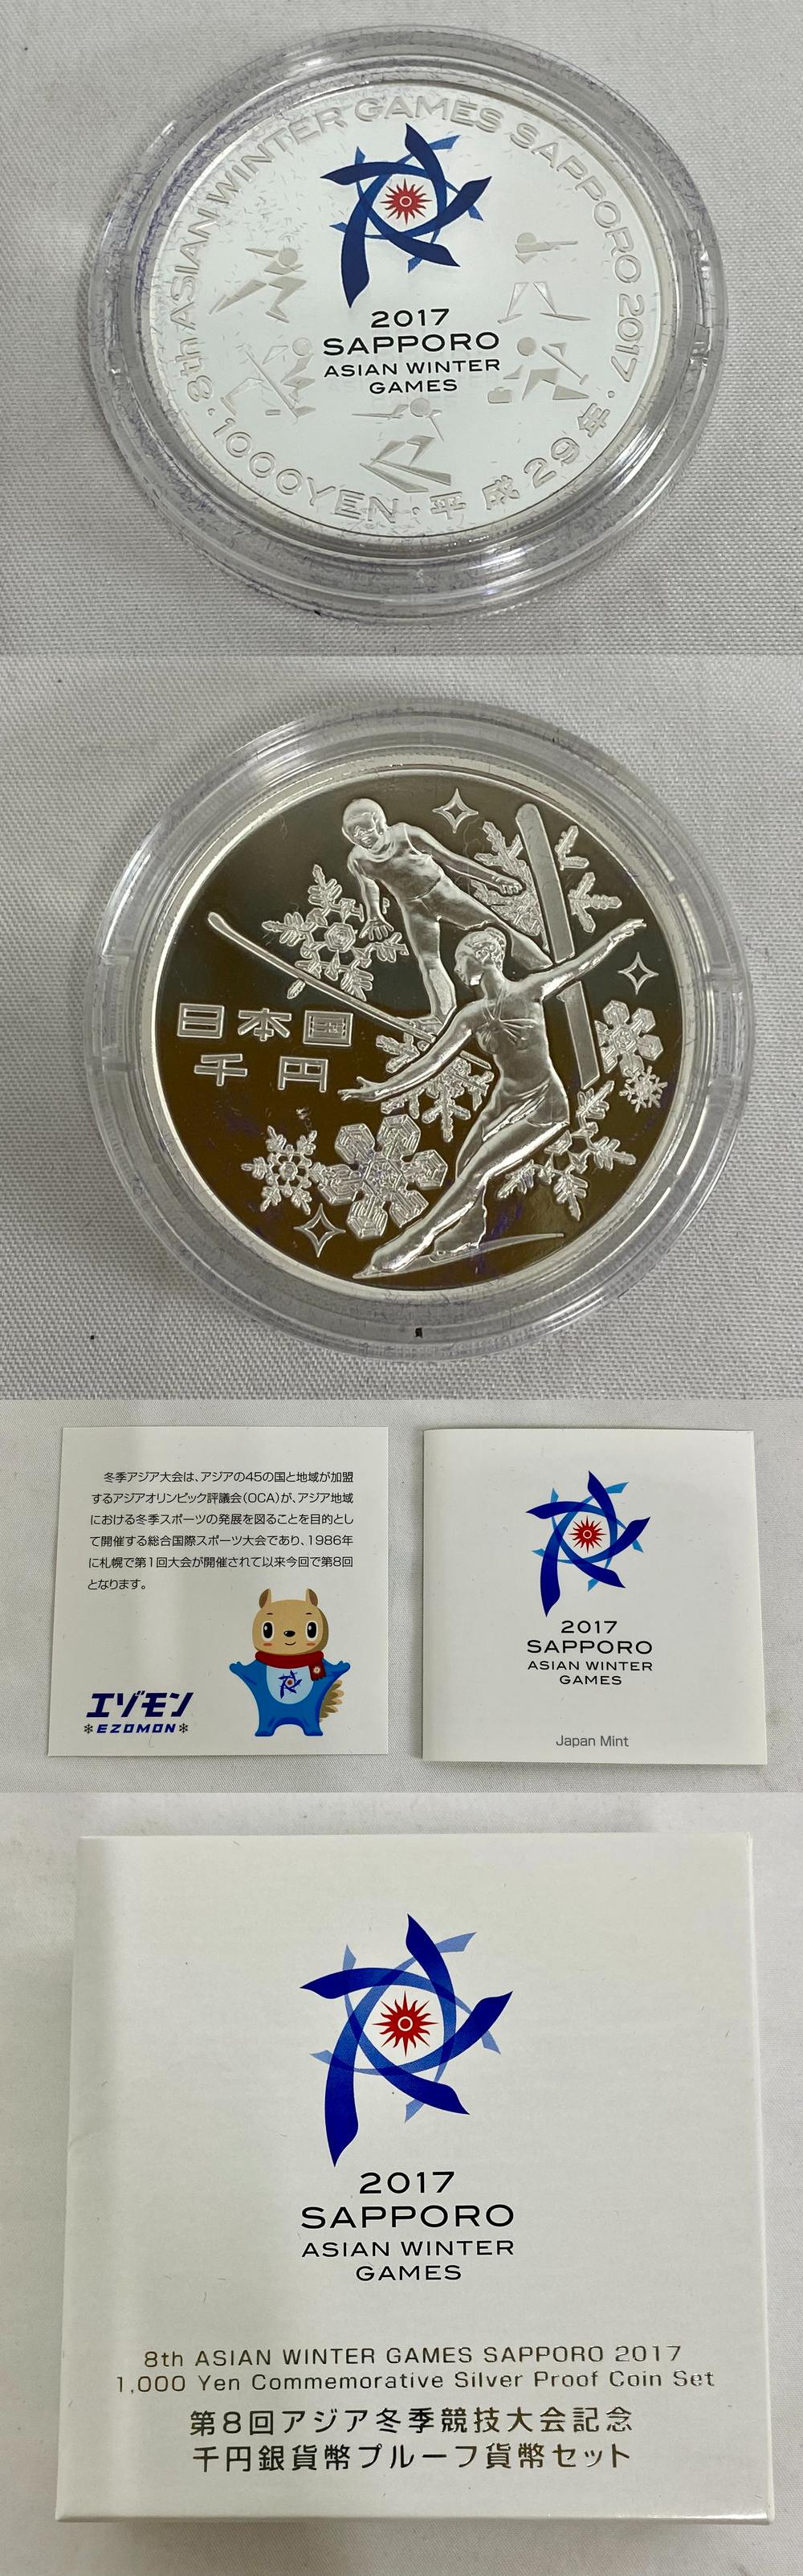 8th ASIAN WINTER GAMES SAPPORO 2017
2017
SAPPORO
ASIAN WINTER
GAMES
・1000YEN・平成29年・
日本国
千円
冬季アジア大会は、アジアの45の国と地域が加盟
するアジアオリンピック評議会(OCA)が、アジア地域
における冬季スポーツの発展を図ることを目的とし
て開催する総合国際スポーツ大会であり、1986年
に札幌で第1回大会が開催されて以来今回で第8回
となります。
エゾモン
※EZOMON※
2017
SAPPORO
ASIAN WINTER
GAMES
Japan Mint
2017
SAPPORO
ASIAN WINTER
GAMES
8th ASIAN WINTER GAMES SAPPORO 2017
1,000 Yen Commemorative Silver Proof Coin Set
第8回アジア冬季競技大会記念
千円銀貨幣プルーフ貨幣セット